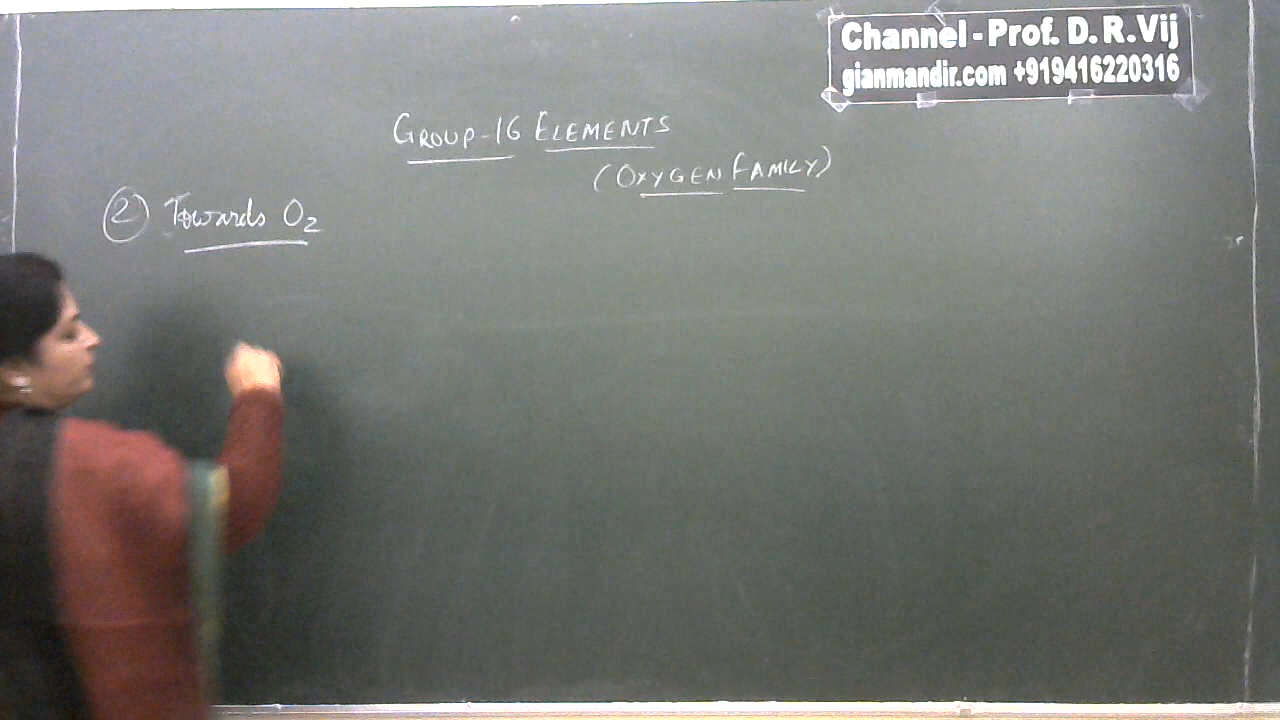 Channel - Prof. D. R. Vij
gianmandir.com +919416220316
GROUP-16 ELEMENTS
(OXYGEN FAMILY)
② Towards O₂